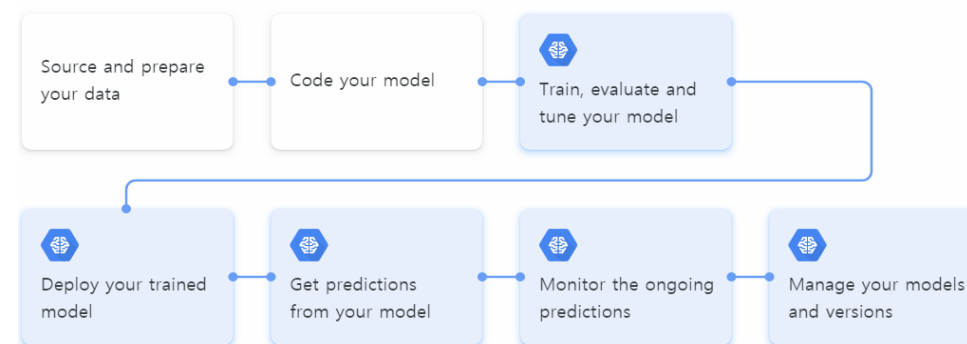 Source and prepare
your data
Code your model
Train, evaluate and
tune your model
Deploy your trained
model
Get predictions
from your model
Monitor the ongoing
predictions
Manage your models
and versions